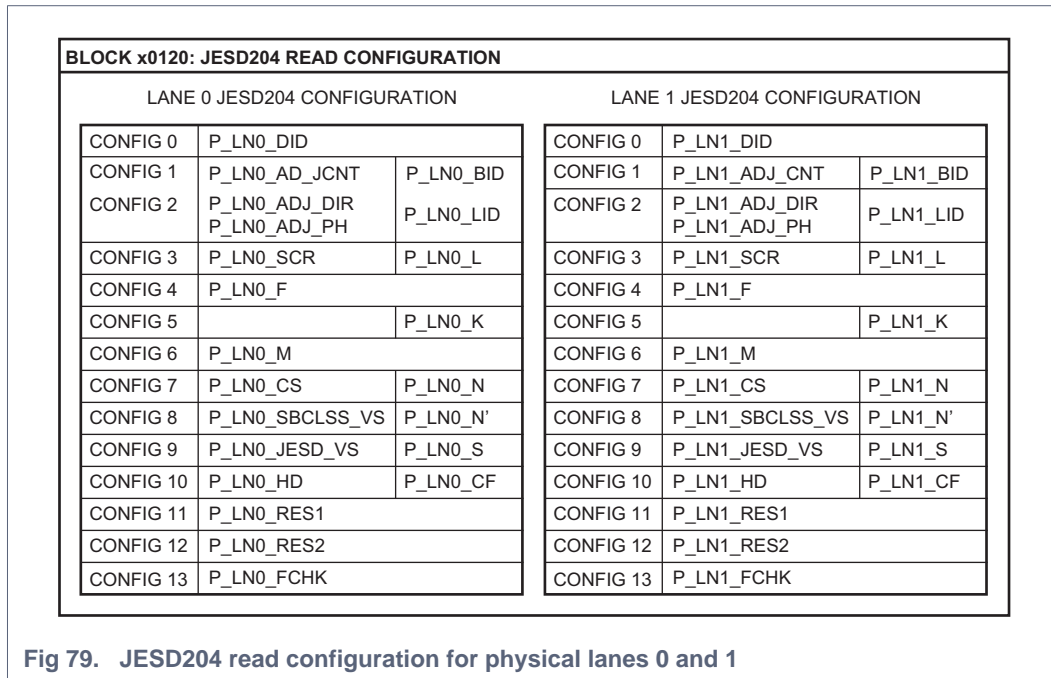 BLOCK x0120: JESD204 READ CONFIGURATION
LANE 0 JESD204 CONFIGURATION
CONFIG 0 P_LN0_DID
CONFIG 1 P_LN0_AD_JCNT P_LN0_BID
CONFIG 2 P_LN0_ADJ_DIR
P_LN0_ADJ_PH P_LN0_LID
CONFIG 3 P_LN0_SCR P_LN0_L
CONFIG 4 P_LN0_F
CONFIG 5 P_LN0_K
CONFIG 6 P_LN0_M
CONFIG 7 P_LN0_CS P_LN0_N
CONFIG 8 P_LN0_SBCLSS_VS P_LN0_N’
CONFIG 9 P_LN0_JESD_VS P_LN0_S
CONFIG 10 P_LN0_HD P_LN0_CF
CONFIG 11 P_LN0_RES1
CONFIG 12 P_LN0_RES2
CONFIG 13 P_LN0_FCHK
LANE 1 JESD204 CONFIGURATION
CONFIG 0 P_LN1_DID
CONFIG 1 P_LN1_ADJ_CNT P_LN1_BID
CONFIG 2 P_LN1_ADJ_DIR
P_LN1_ADJ_PH P_LN1_LID
CONFIG 3 P_LN1_SCR P_LN1_L
CONFIG 4 P_LN1_F
CONFIG 5 P_LN1_K
CONFIG 6 P_LN1_M
CONFIG 7 P_LN1_CS P_LN1_N
CONFIG 8 P_LN1_SBCLSS_VS P_LN1_N’
CONFIG 9 P_LN1_JESD_VS P_LN1_S
CONFIG 10 P_LN1_HD P_LN1_CF
CONFIG 11 P_LN1_RES1
CONFIG 12 P_LN1_RES2
CONFIG 13 P_LN1_FCHK
Fig 79. JESD204 read configuration for physical lanes 0 and 1